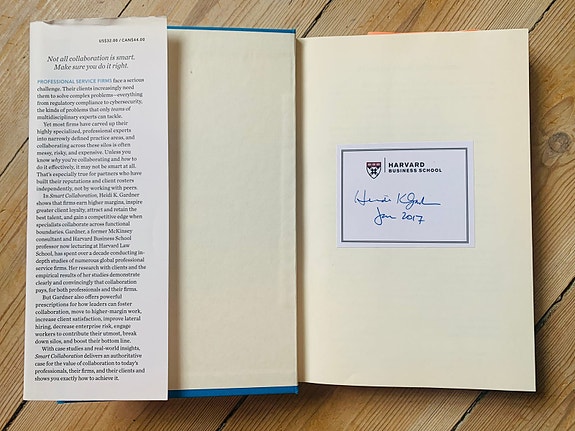 US$32.00 / CAN$44.00
Not all collaboration is smart.
Make sure you do it right.
PROFESSIONAL SERVICE FIRMS face a serious
challenge. Their clients increasingly need
them to solve complex problems—everything
from regulatory compliance to cybersecurity,
the kinds of problems that only teams of
multidisciplinary experts can tackle.
Yet most firms have carved up their
highly specialized, professional experts
into narrowly defined practice areas, and
collaborating across these silos is often
messy, risky, and expensive. Unless you
know why you're collaborating and how to
do it effectively, it may not be smart at all.
That's especially true for partners who have
built their reputations and client rosters
independently, not by working with peers.
In Smart Collaboration, Heidi K. Gardner
shows that firms earn higher margins, inspire
greater client loyalty, attract and retain the
best talent, and gain a competitive edge when
specialists collaborate across functional
boundaries. Gardner, a former McKinsey
consultant and Harvard Business School
professor now lecturing at Harvard Law
School, has spent over a decade conducting in-
depth studies of numerous global professional
service firms. Her research with clients and the
empirical results of her studies demonstrate
clearly and convincingly that collaboration
pays, for both professionals and their firms.
But Gardner also offers powerful
prescriptions for how leaders can foster
collaboration, move to higher-margin work,
increase client satisfaction, improve lateral
hiring, decrease enterprise risk, engage
workers to contribute their utmost, break
down silos, and boost their bottom line.
With case studies and real-world insights,
Smart Collaboration delivers an authoritative
case for the value of collaboration to today's
professionals, their firms, and their clients and
shows you exactly how to achieve it.
HARVARD
BUSINESS SCHOOL
Heidi K
Jan 2017